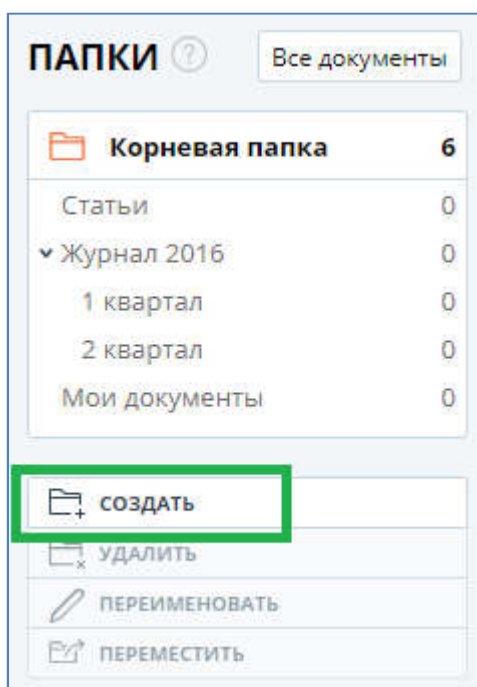 ПАПКИ ? Все документы
Корневая папка 6
Статьи 0
Журнал 2016 0
1 квартал 0
2 квартал 0
Мои документы 0
СОЗДАТЬ
УДАЛИТЬ
ПЕРЕИМЕНОВАТЬ
ПЕРЕМЕСТИТЬ